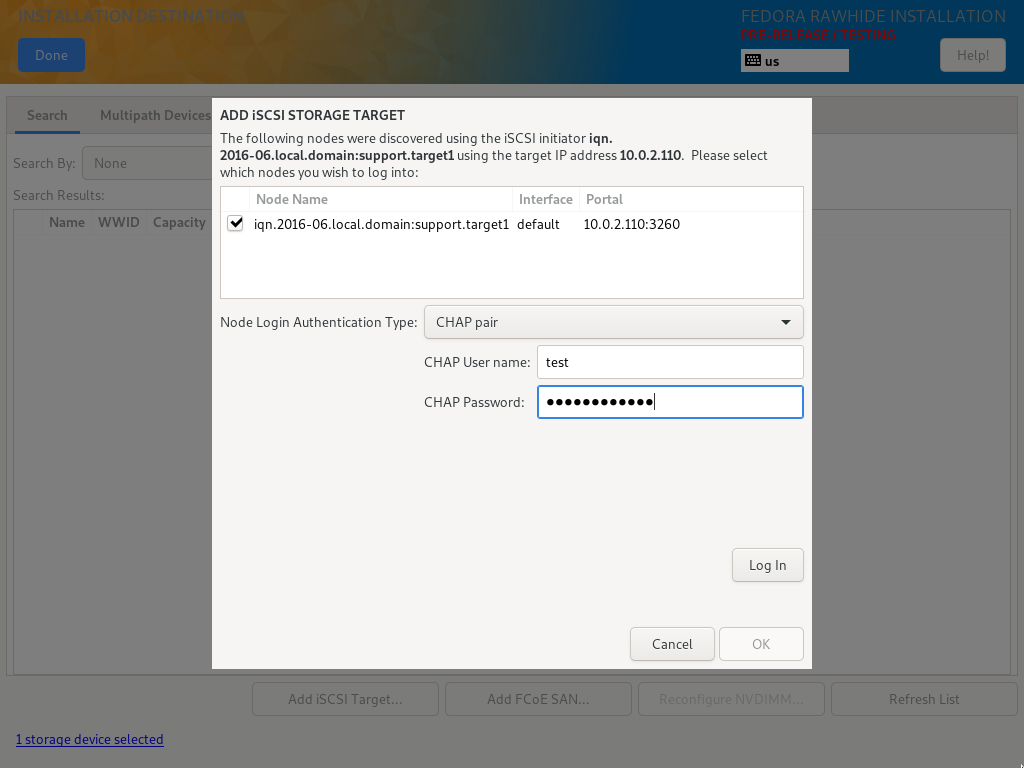 INSTALLATION DESTINATION
FEDORA RAWHIDE INSTALLATION
PRE-RELEASE / TESTING
Done
us
Help!
Search
Multipath Devices
ADD iSCSI STORAGE TARGET
The following nodes were discovered using the iSCSI initiator iqn.
2016-06.local.domain:support.target1 using the target IP address 10.0.2.110.  Please select
which nodes you wish to log into:
Search By:
None
Search Results:
Name WWID Capacity
Node Name Interface Portal
iqn.2016-06.local.domain:support.target1 default 10.0.2.110:3260
Node Login Authentication Type: CHAP pair
CHAP User name: test
CHAP Password: ●●●●●●●●●●●●
Log In
Cancel OK
Add iSCSI Target... Add FCoE SAN... Reconfigure NVDIMM... Refresh List
1 storage device selected